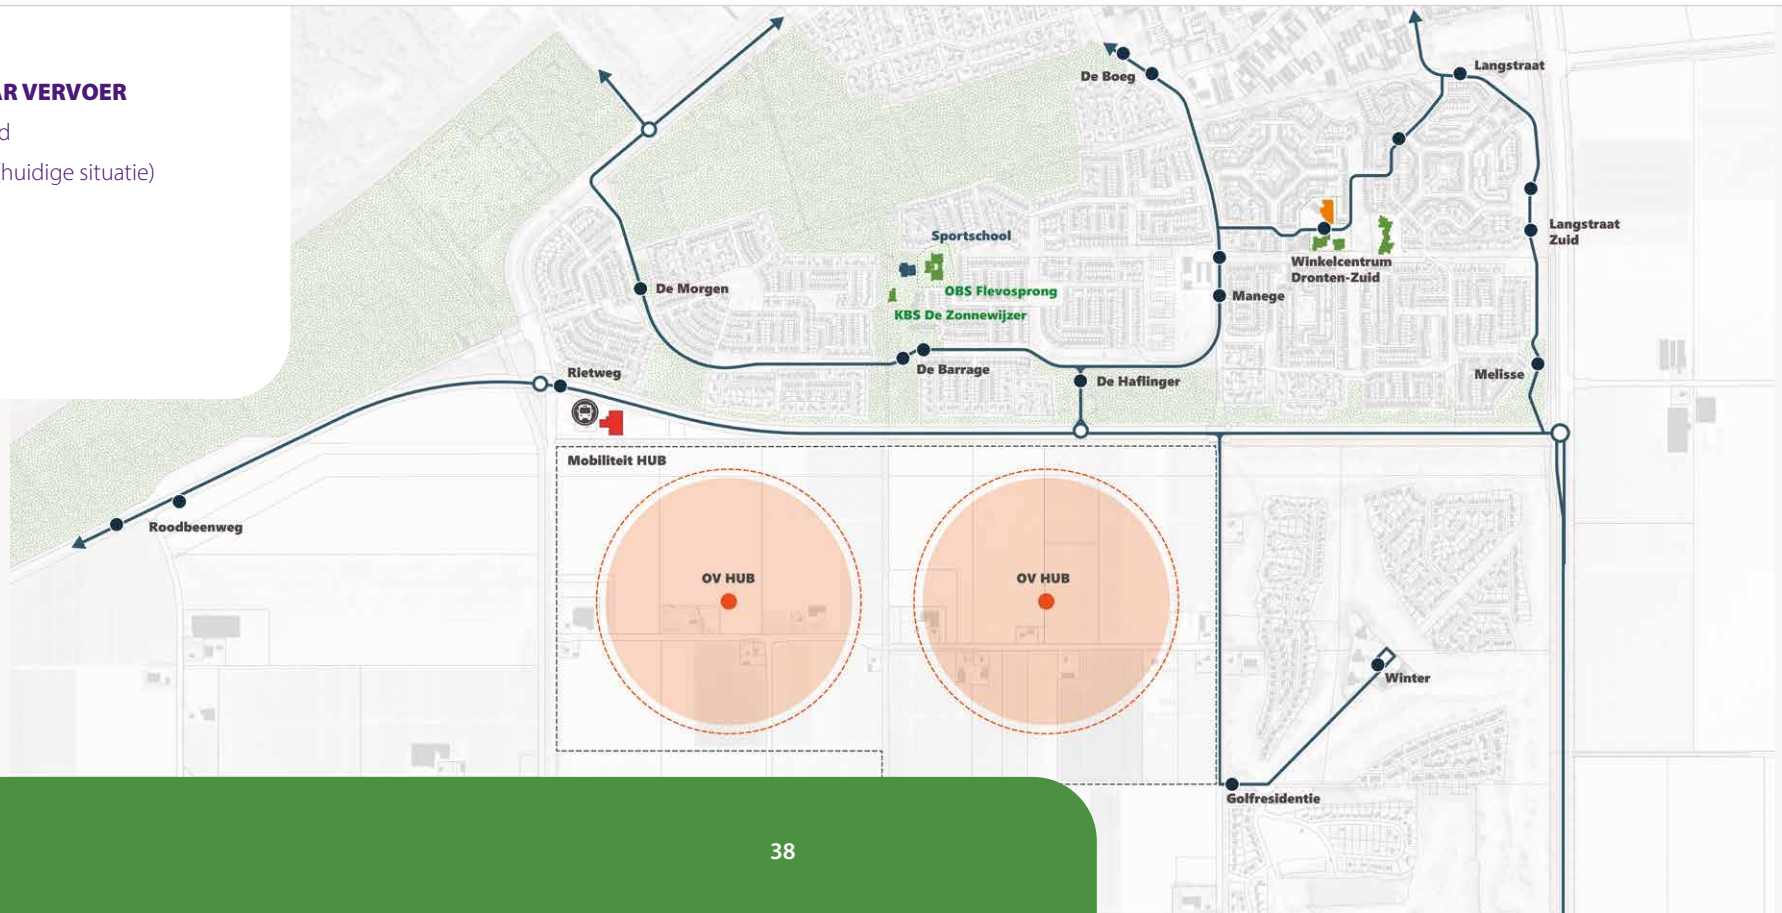 AR VERVOER
d
(huidige situatie)
De Boeg
Langstraat
Langstraat
Zuid
Sportschool
Winkelcentrum
Dronten-Zuid
De Morgen
OBS Flevosprong
Manege
KBS De Zonnewijzer
Rietweg
De Barrage
De Haflinger
Melisse
Mobiliteit HUB
Roodbeenweg
OV HUB
OV HUB
Winter
Golfresidentie
38